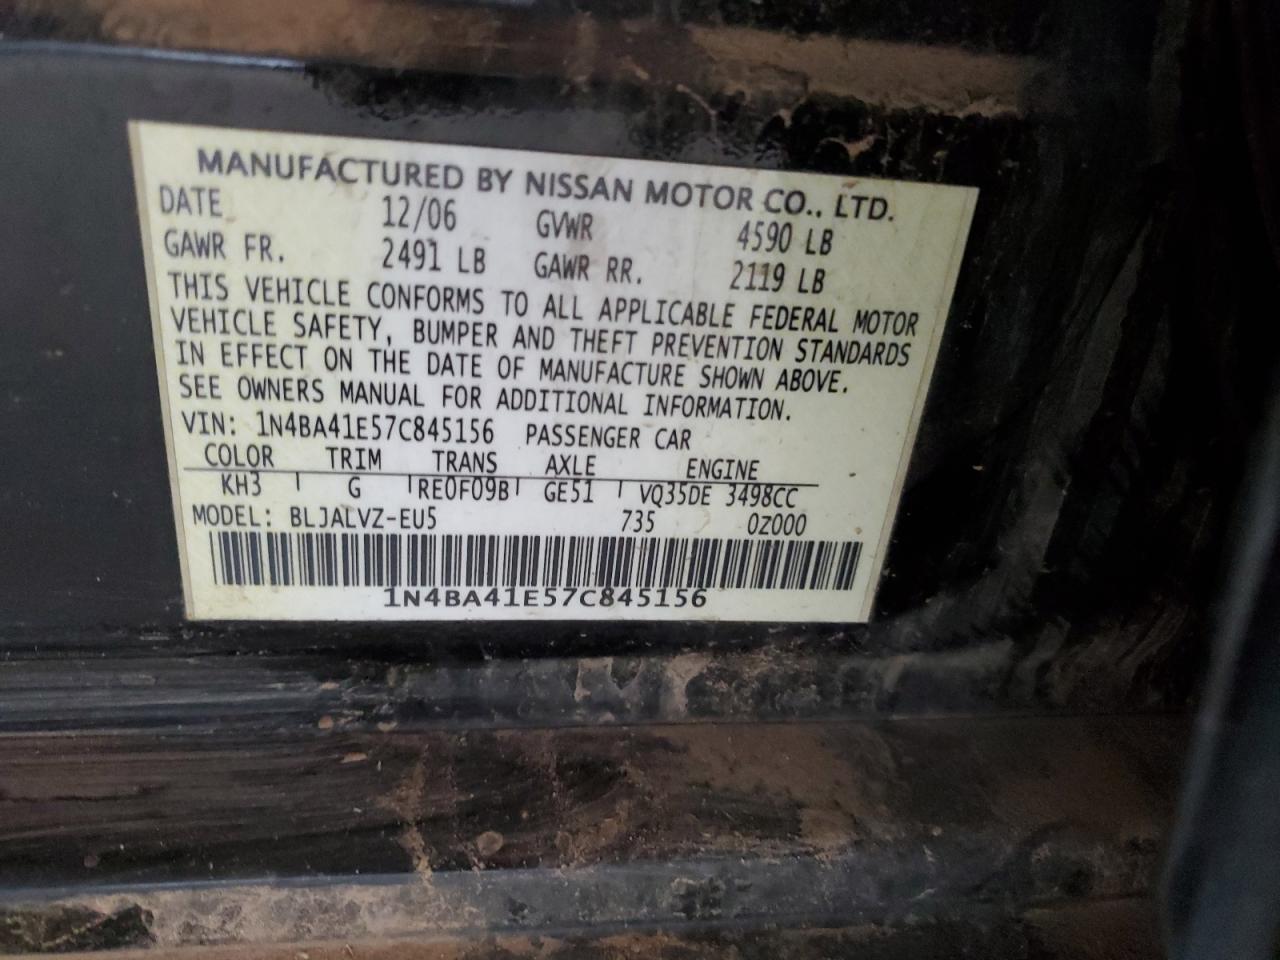 MANUFACTURED BY NISSAN MOTOR CO., LTD.
DATE 12/06 GVWR 4590 LB
GAWR FR. 2491 LB GAWR RR. 2119 LB
THIS VEHICLE CONFORMS TO ALL APPLICABLE FEDERAL MOTOR
VEHICLE SAFETY, BUMPER AND THEFT PREVENTION STANDARDS
IN EFFECT ON THE DATE OF MANUFACTURE SHOWN ABOVE.
SEE OWNERS MANUAL FOR ADDITIONAL INFORMATION.
VIN: 1N4BA41E57C845156 PASSENGER CAR
COLOR TRIM TRANS AXLE ENGINE
KH3 G RE0F09B GE51 VQ35DE 3498CC
MODEL: BLJALVZ-EU5 735 0Z000
1N4BA41E57C845156